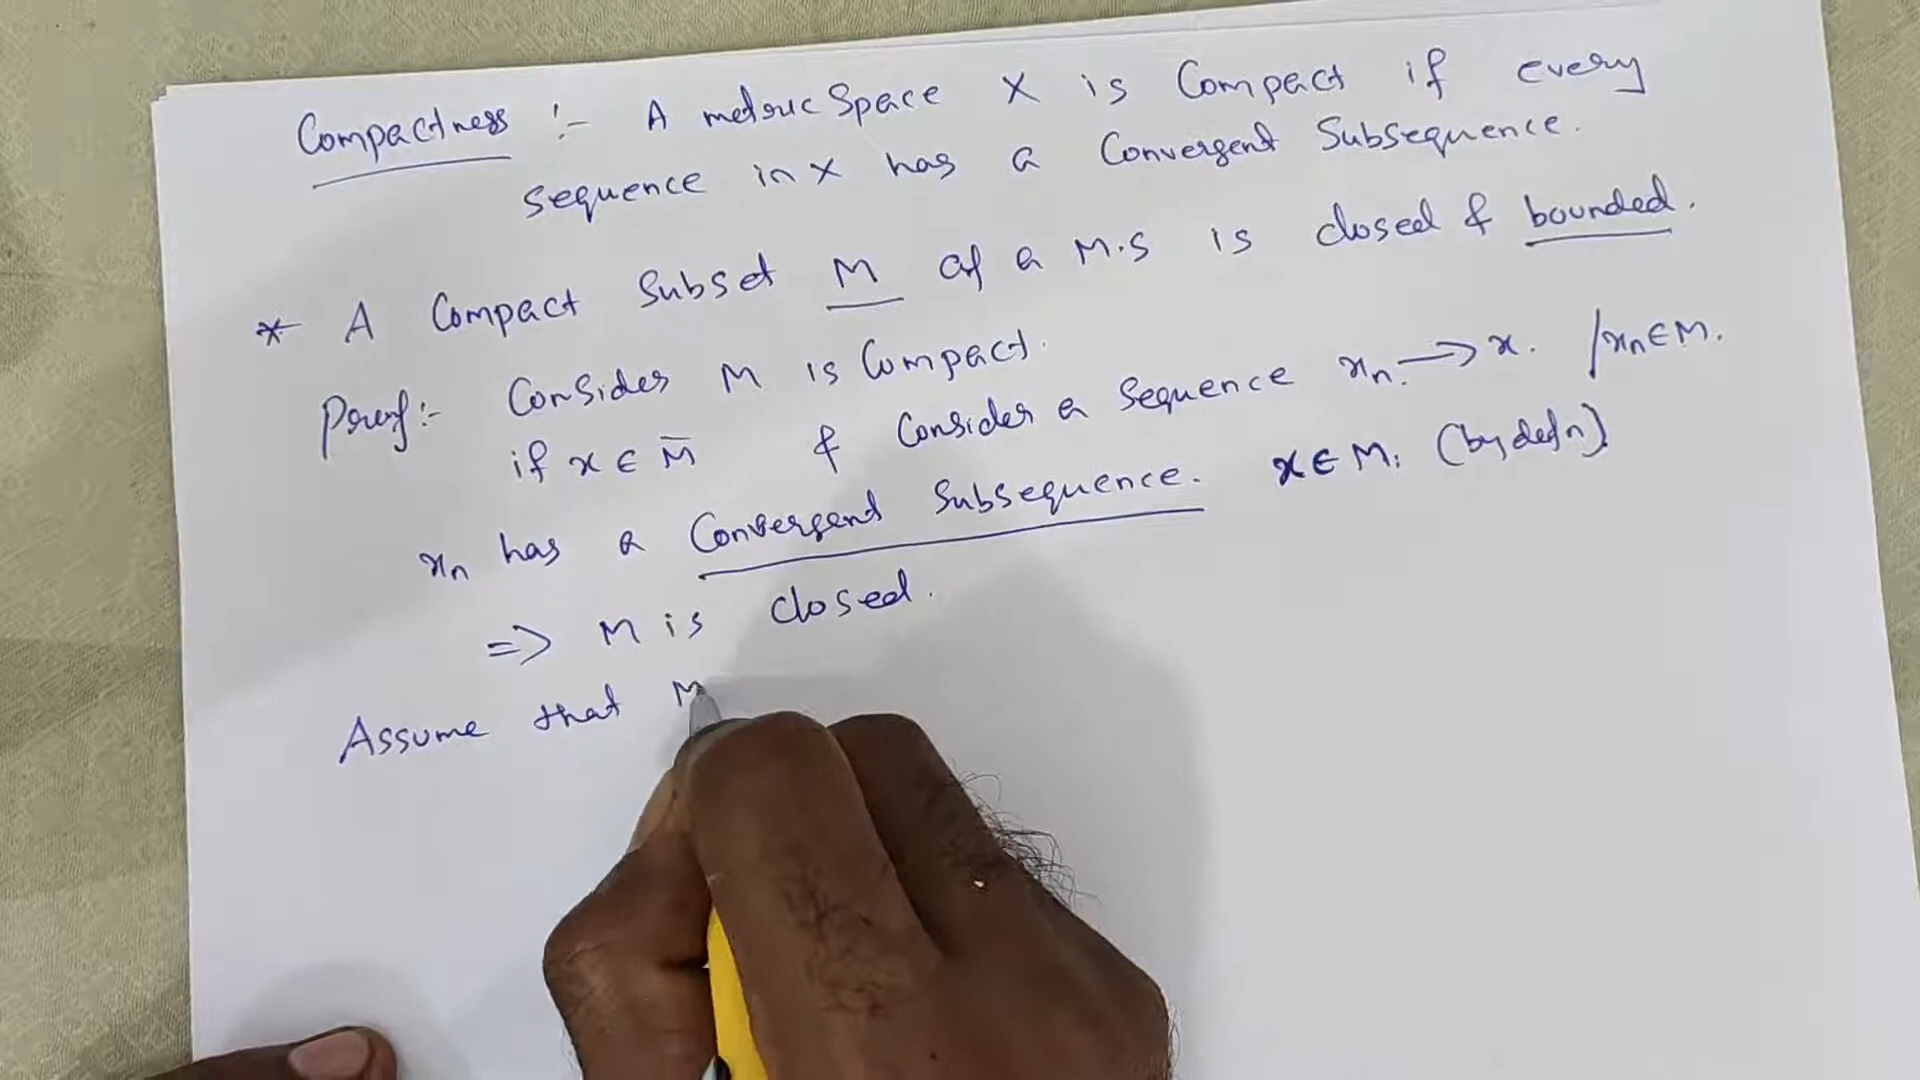 Compactness :- A metric Space X is Compact if every
sequence in X has a Convergent Subsequence.
* A Compact Subset M of a M.S is closed & bounded.
Proof:- Consider M is Compact.
if x ∈ M̄ & Consider a Sequence xₙ → x. / xₙ ∈ M.
xₙ has a Convergent Subsequence. x ∈ M. (by defn).
=> M is closed.
Assume that M